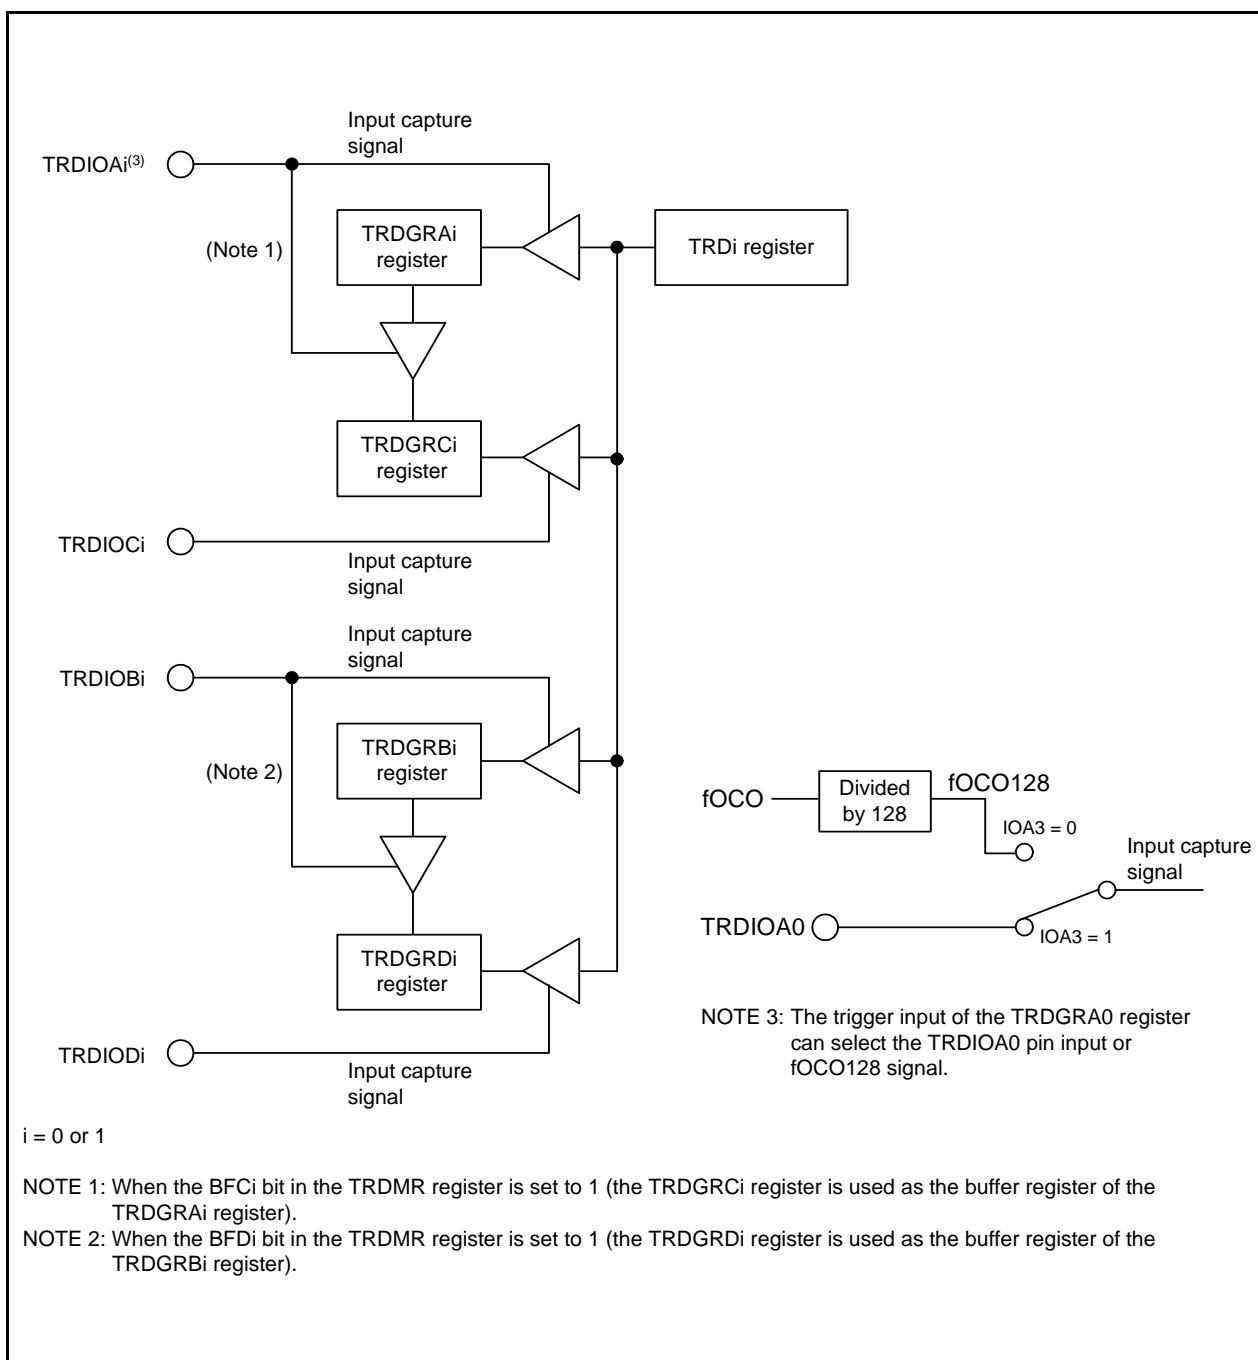 Input capture
signal
TRDIOAi(3)
TRDGRAi
register
TRDi register
(Note 1)
TRDGRCi
register
TRDIOCi
Input capture
signal
Input capture
signal
TRDIOBi
TRDGRBi
register
(Note 2)
TRDGRDi
register
TRDIODi
Input capture
signal
fOCO
Divided
by 128
fOCO128
IOA3 = 0
Input capture
signal
TRDIOA0
IOA3 = 1
NOTE 3: The trigger input of the TRDGRA0 register
can select the TRDIOA0 pin input or
fOCO128 signal.
i = 0 or 1
NOTE 1: When the BFCi bit in the TRDMR register is set to 1 (the TRDGRCi register is used as the buffer register of the
TRDGRAi register).
NOTE 2: When the BFDi bit in the TRDMR register is set to 1 (the TRDGRDi register is used as the buffer register of the
TRDGRBi register).